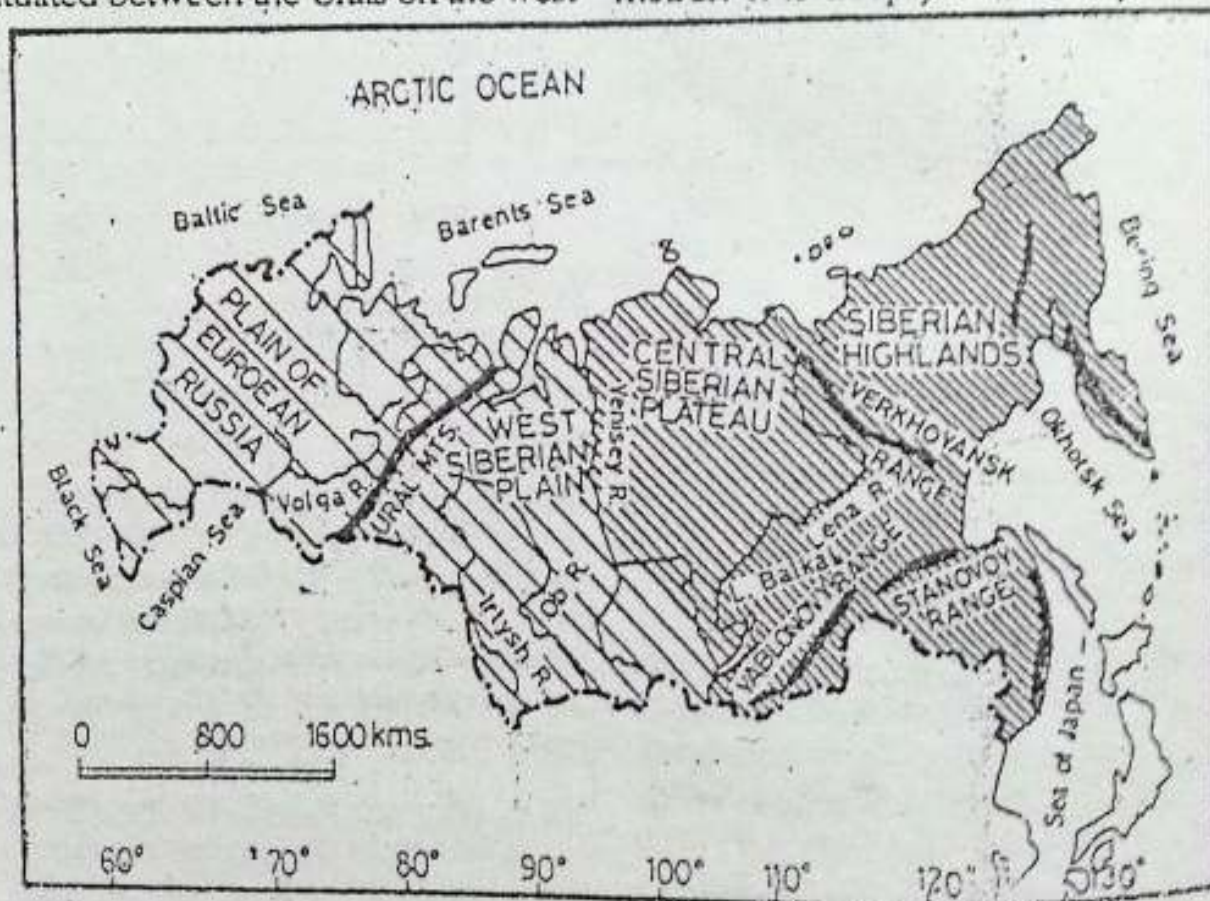 ARCTIC OCEAN
Baltic Sea
Barents Sea
Bering Sea
PLAIN OF
EUROEAN
RUSSIA
SIBERIAN
HIGHLANDS
CENTRAL
SIBERIAN
PLATEAU
WEST
SIBERIAN
PLAIN
Yenisey R.
VERKHOYANSK
RANGE
Okhotsk Sea
Black Sea
Caspian Sea
Volga R.
URAL MTS.
Irtysh R.
OB R.
Lena R.
L. Baikal
YABLONOVY RANGE
STANOVOY
RANGE
Sea of Japan
0 800 1600 kms.
60° 70° 80° 90° 100° 110° 120° 130°